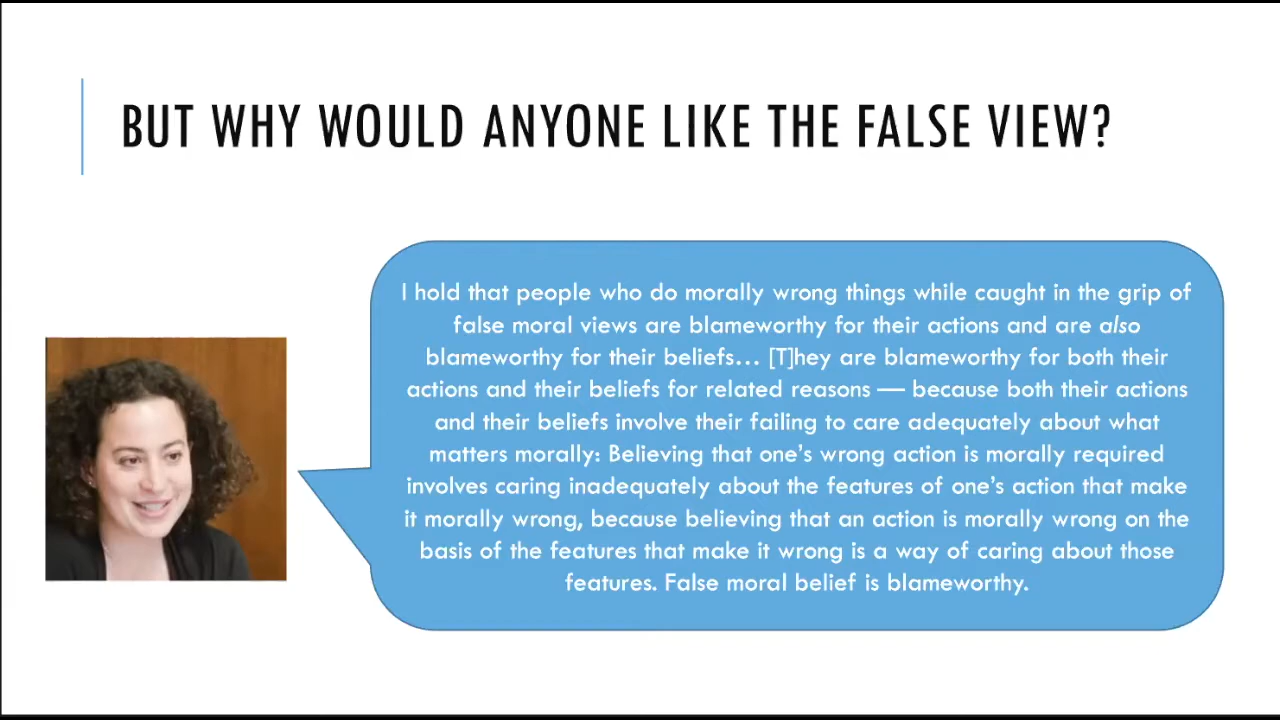 BUT WHY WOULD ANYONE LIKE THE FALSE VIEW?
I hold that people who do morally wrong things while caught in the grip of
false moral views are blameworthy for their actions and are also
blameworthy for their beliefs… [T]hey are blameworthy for both their
actions and their beliefs for related reasons — because both their actions
and their beliefs involve their failing to care adequately about what
matters morally: Believing that one’s wrong action is morally required
involves caring inadequately about the features of one’s action that make
it morally wrong, because believing that an action is morally wrong on the
basis of the features that make it wrong is a way of caring about those
features. False moral belief is blameworthy.